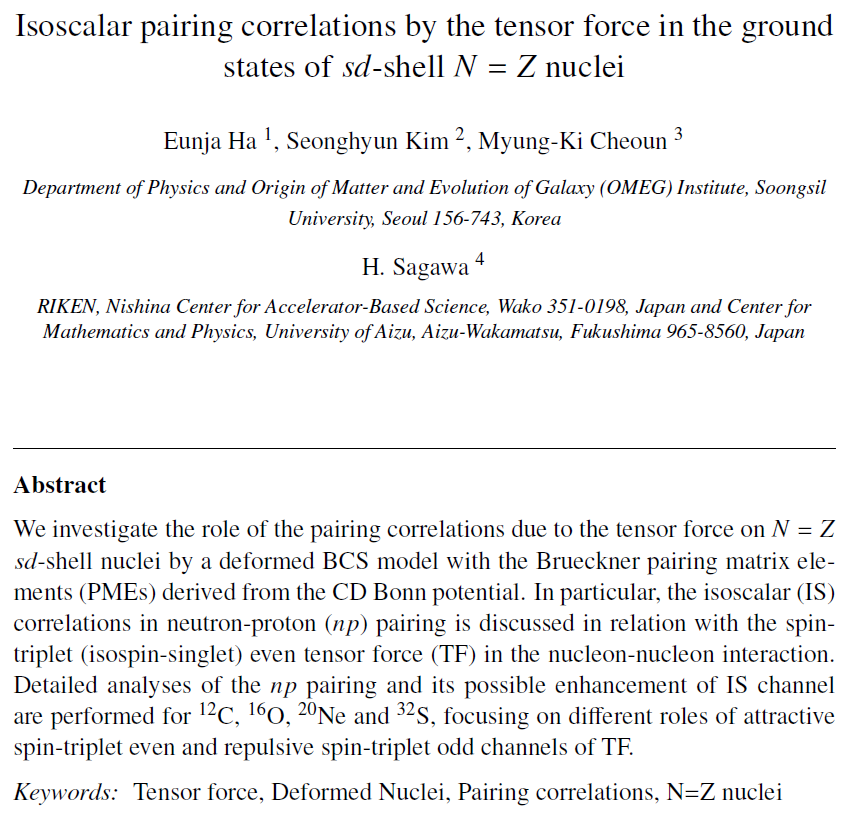 Isoscalar pairing correlations by the tensor force in the ground
states of sd-shell N = Z nuclei
Eunja Ha 1, Seonghyun Kim 2, Myung-Ki Cheoun 3
Department of Physics and Origin of Matter and Evolution of Galaxy (OMEG) Institute, Soongsil
University, Seoul 156-743, Korea
H. Sagawa 4
RIKEN, Nishina Center for Accelerator-Based Science, Wako 351-0198, Japan and Center for
Mathematics and Physics, University of Aizu, Aizu-Wakamatsu, Fukushima 965-8560, Japan
Abstract
We investigate the role of the pairing correlations due to the tensor force on N = Z
sd-shell nuclei by a deformed BCS model with the Brueckner pairing matrix ele-
ments (PMEs) derived from the CD Bonn potential. In particular, the isoscalar (IS)
correlations in neutron-proton (np) pairing is discussed in relation with the spin-
triplet (isospin-singlet) even tensor force (TF) in the nucleon-nucleon interaction.
Detailed analyses of the np pairing and its possible enhancement of IS channel
are performed for 12C, 16O, 20Ne and 32S, focusing on different roles of attractive
spin-triplet even and repulsive spin-triplet odd channels of TF.
Keywords: Tensor force, Deformed Nuclei, Pairing correlations, N=Z nuclei